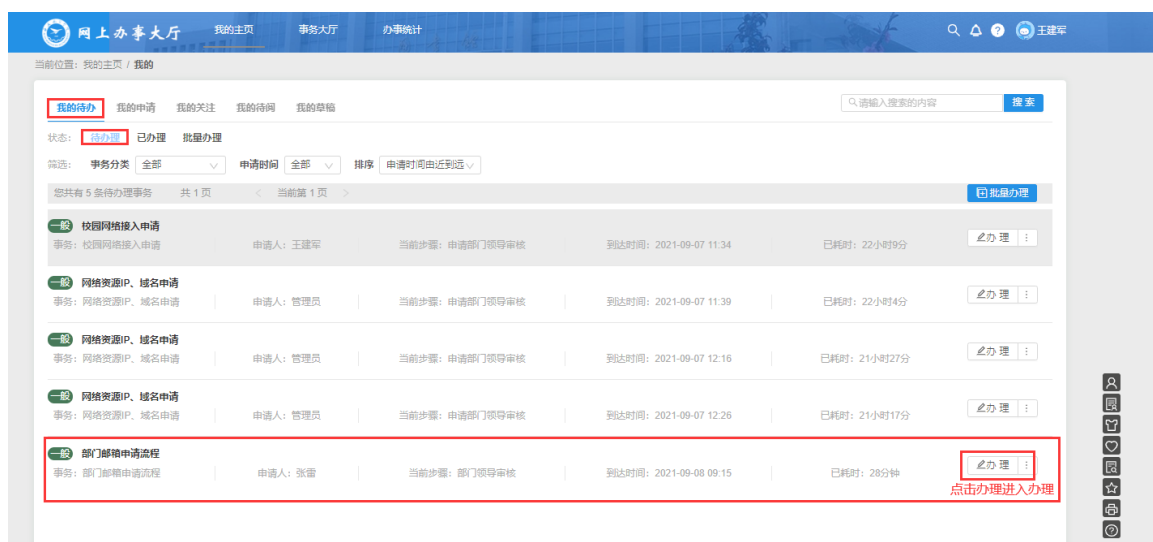 网上办事大厅 我的主页 事务大厅 办事统计 王建军
当前位置：我的主页 / 我的
我的待办 我的申请 我的关注 我的待阅 我的草稿 请输入搜索的内容 搜索
状态： 待办理 已办理 批量办理
筛选： 事务分类 全部 申请时间 全部 排序 申请时间由近到远
您共有 5 条待办理事务 共 1 页 < 当前第 1 页 > 批量办理
一般 校园网络接入申请
事务：校园网络接入申请 申请人：王建军 当前步骤：申请部门领导审核 到达时间：2021-09-07 11:34 已耗时：22小时9分 办 理
一般 网络资源IP、域名申请
事务：网络资源IP、域名申请 申请人：管理员 当前步骤：申请部门领导审核 到达时间：2021-09-07 11:39 已耗时：22小时4分 办 理
一般 网络资源IP、域名申请
事务：网络资源IP、域名申请 申请人：管理员 当前步骤：申请部门领导审核 到达时间：2021-09-07 12:16 已耗时：21小时27分 办 理
一般 网络资源IP、域名申请
事务：网络资源IP、域名申请 申请人：管理员 当前步骤：申请部门领导审核 到达时间：2021-09-07 12:26 已耗时：21小时17分 办 理
一般 部门邮箱申请流程
事务：部门邮箱申请流程 申请人：张雷 当前步骤：部门领导审核 到达时间：2021-09-08 09:15 已耗时：28分钟 办 理
点击办理进入办理